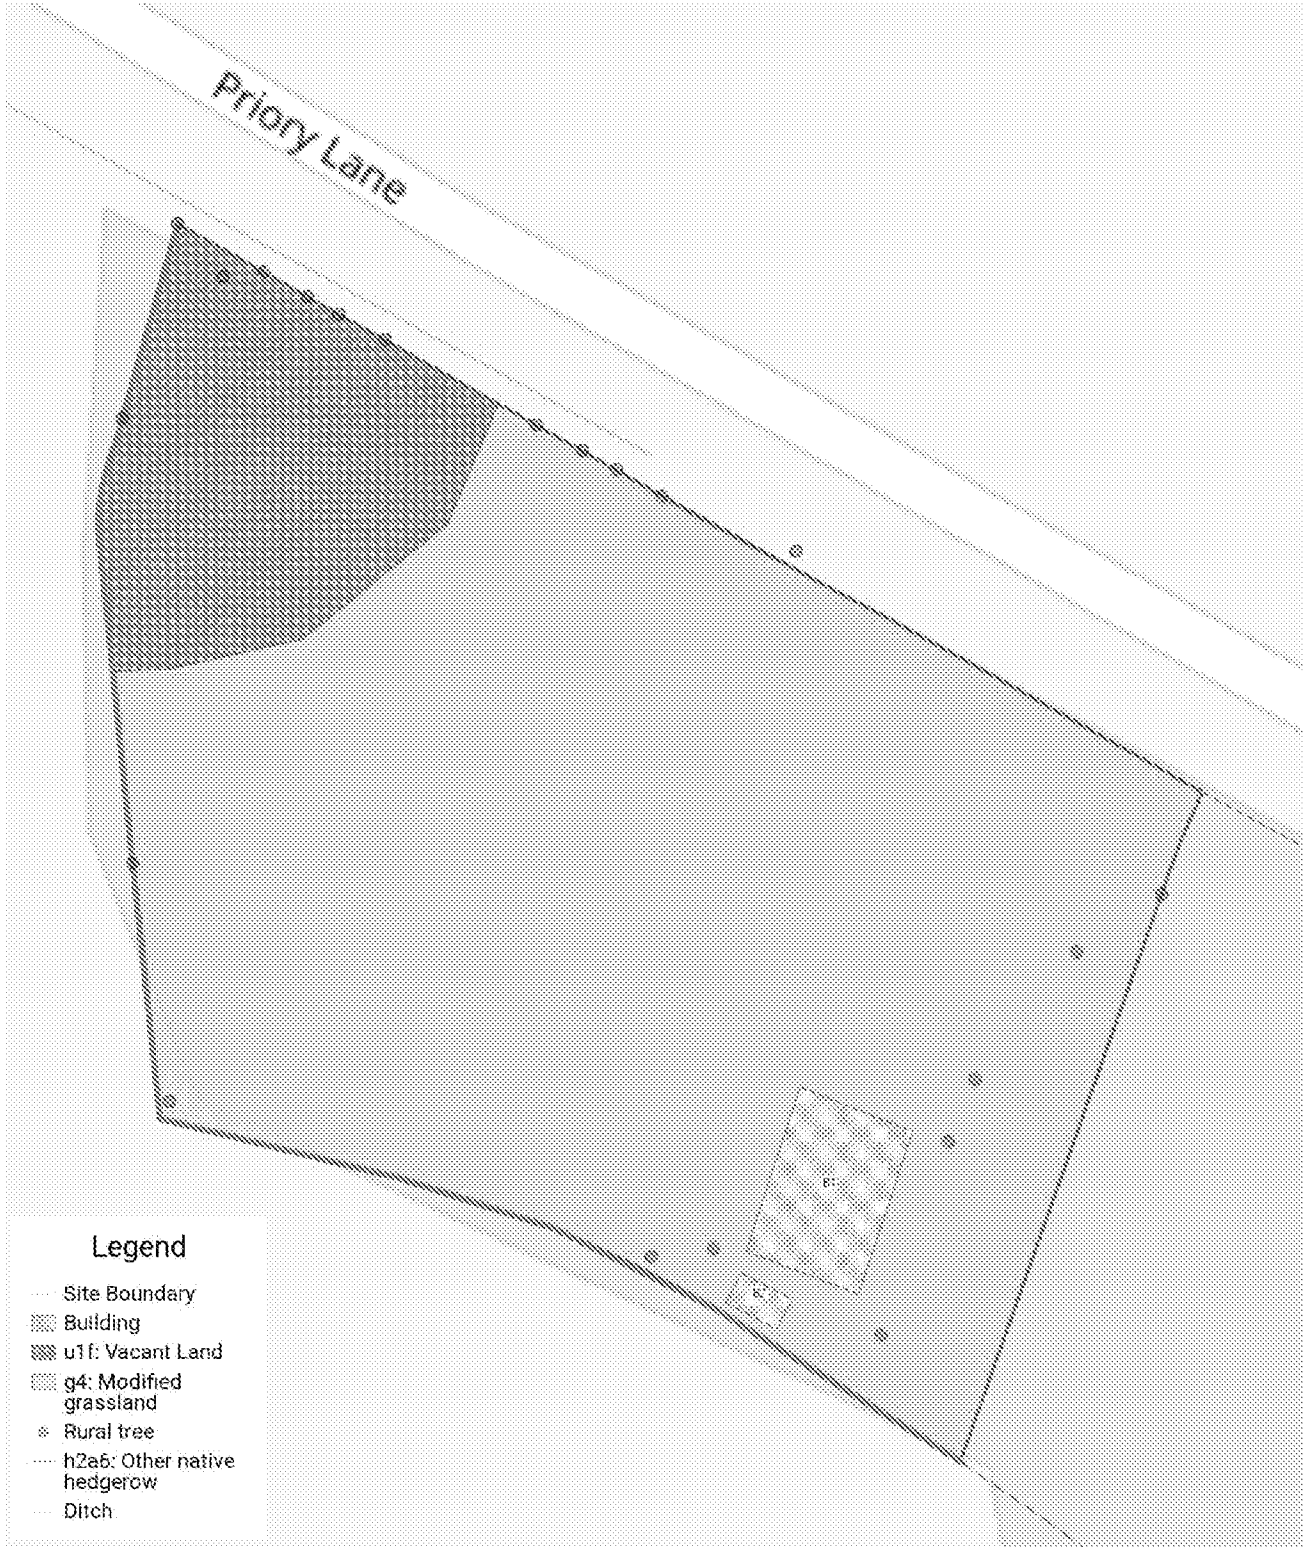 Priory Lane
B1
Legend
Site Boundary
Building
u1f: Vacant Land
g4: Modified
grassland
Rural tree
h2a6: Other native
hedgerow
Ditch